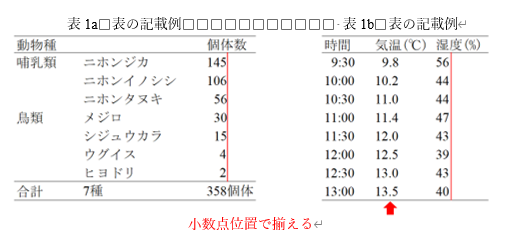 表 1a□表の記載例□□□□□□□□□□□□ 表 1b□表の記載例↵
動物種 個体数 時間 気温(℃) 湿度(%)
哺乳類 ニホンジカ 145 9:30 9.8 56
ニホンイノシシ 106 10:00 10.2 44
ニホンタヌキ 56 10:30 11.0 44
鳥類 メジロ 30 11:00 11.4 47
シジュウカラ 15 11:30 12.0 43
ウグイス 4 12:00 12.5 39
ヒヨドリ 2 12:30 13.0 43
合計 7種 358個体 13:00 13.5 40
小数点位置で揃える↵